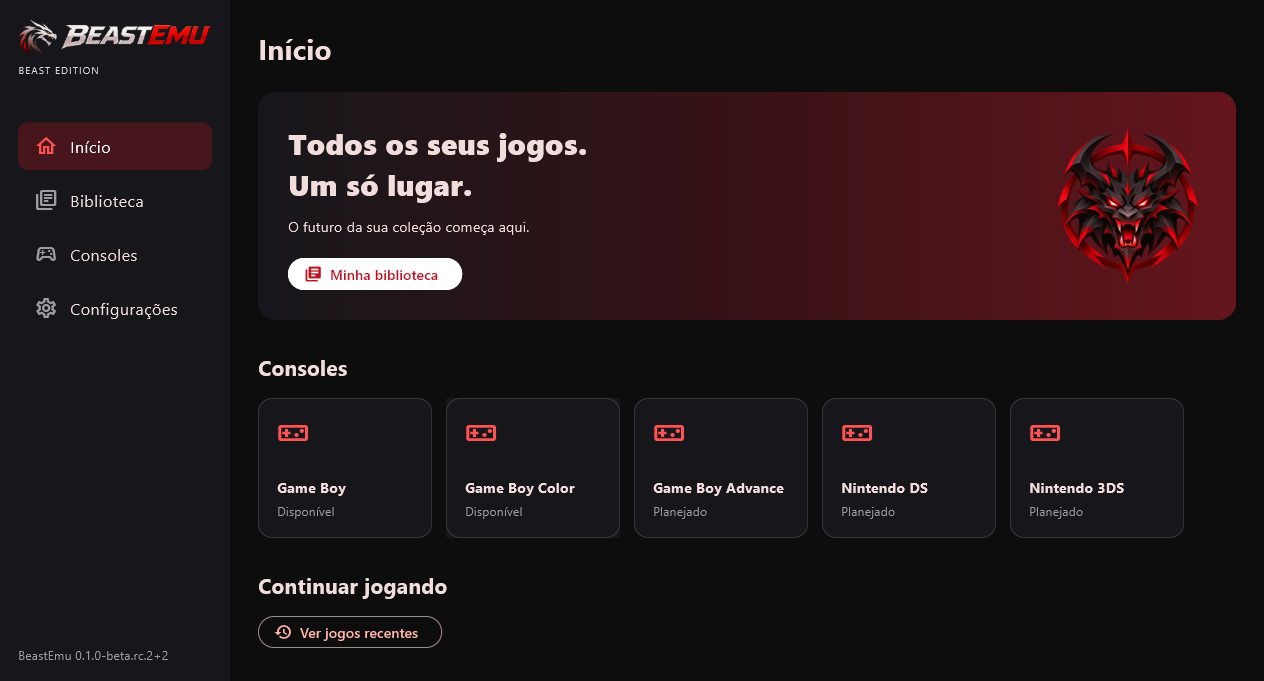 BEASTEMU
BEAST EDITION
Início
Biblioteca
Consoles
Configurações
BeastEmu 0.1.0-beta.rc.2+2
Início
Todos os seus jogos.
Um só lugar.
O futuro da sua coleção começa aqui.
Minha biblioteca
Consoles
Game Boy
Disponível
Game Boy Color
Disponível
Game Boy Advance
Planejado
Nintendo DS
Planejado
Nintendo 3DS
Planejado
Continuar jogando
Ver jogos recentes